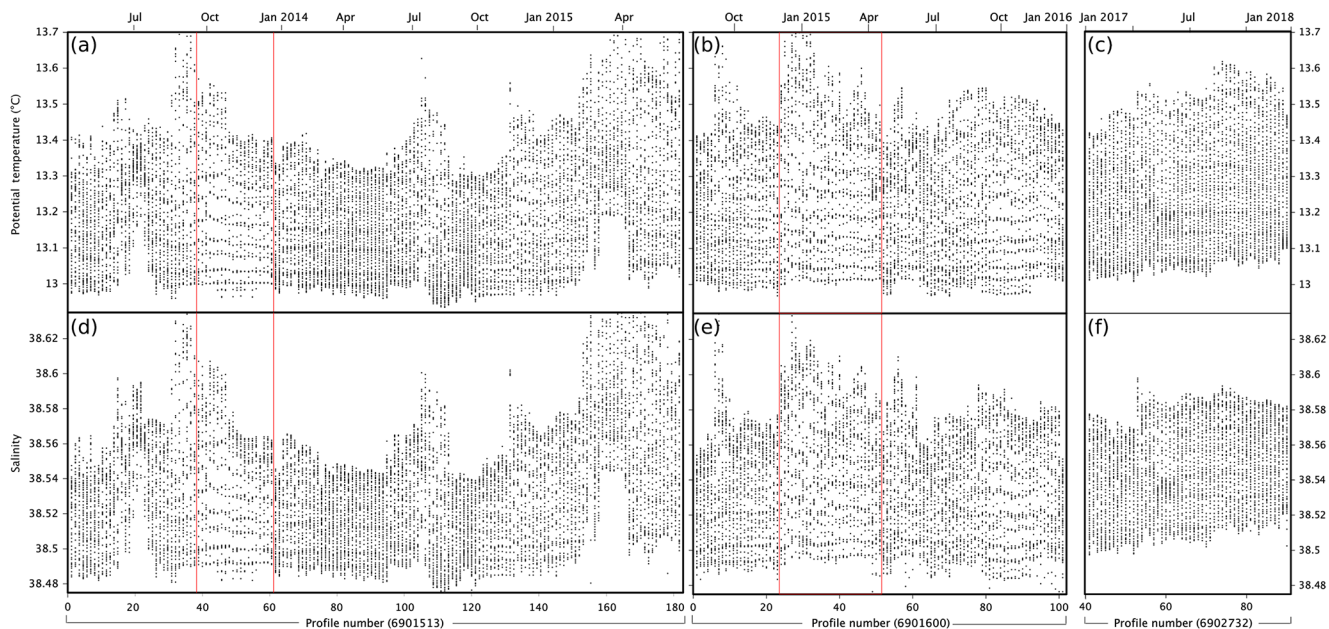 Jul Oct Jan 2014 Apr Jul Oct Jan 2015 Apr Oct Jan 2015 Apr Jul Oct Jan 2016 Jan 2017 Jul Jan 2018
(a) (b) (c)
13.7 13.7
13.6 13.6
13.5 13.5
13.4 13.4
13.3 13.3
13.2 13.2
13.1 13.1
13 13
Potential temperature (°C)
(d) (e) (f)
38.62 38.62
38.6 38.6
38.58 38.58
38.56 38.56
38.54 38.54
38.52 38.52
38.5 38.5
38.48 38.48
Salinity
0 20 40 60 80 100 120 140 160 180 0 20 40 60 80 100 40 60 80
Profile number (6901513) Profile number (6901600) Profile number (6902732)